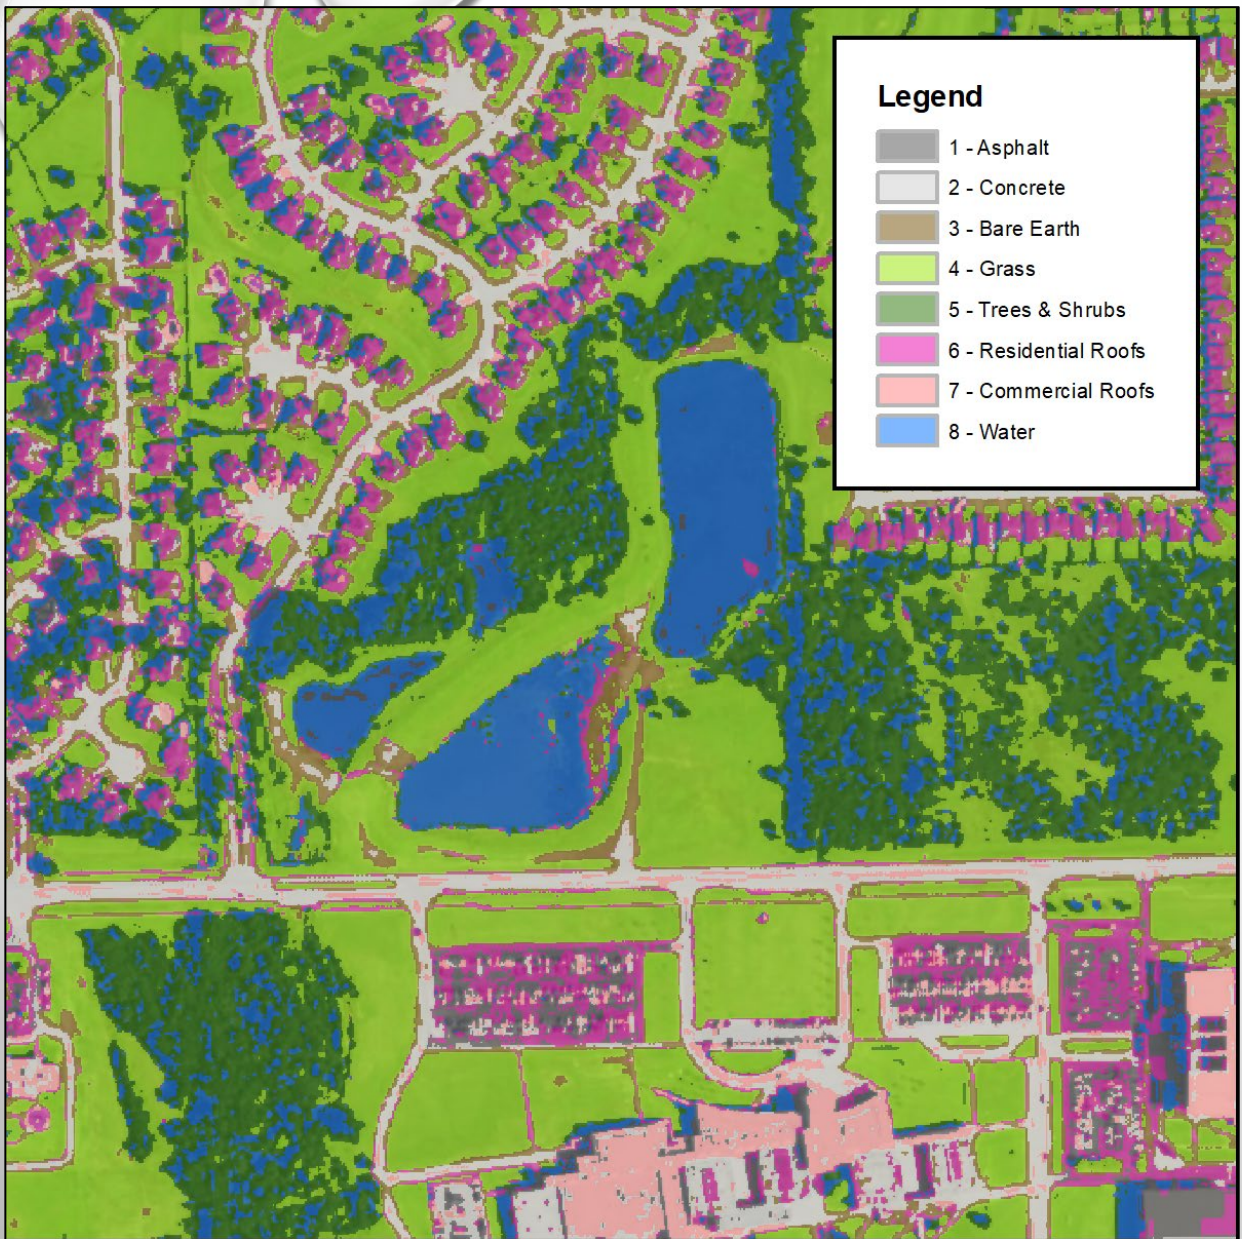 Legend
1 - Asphalt
2 - Concrete
3 - Bare Earth
4 - Grass
5 - Trees & Shrubs
6 - Residential Roofs
7 - Commercial Roofs
8 - Water